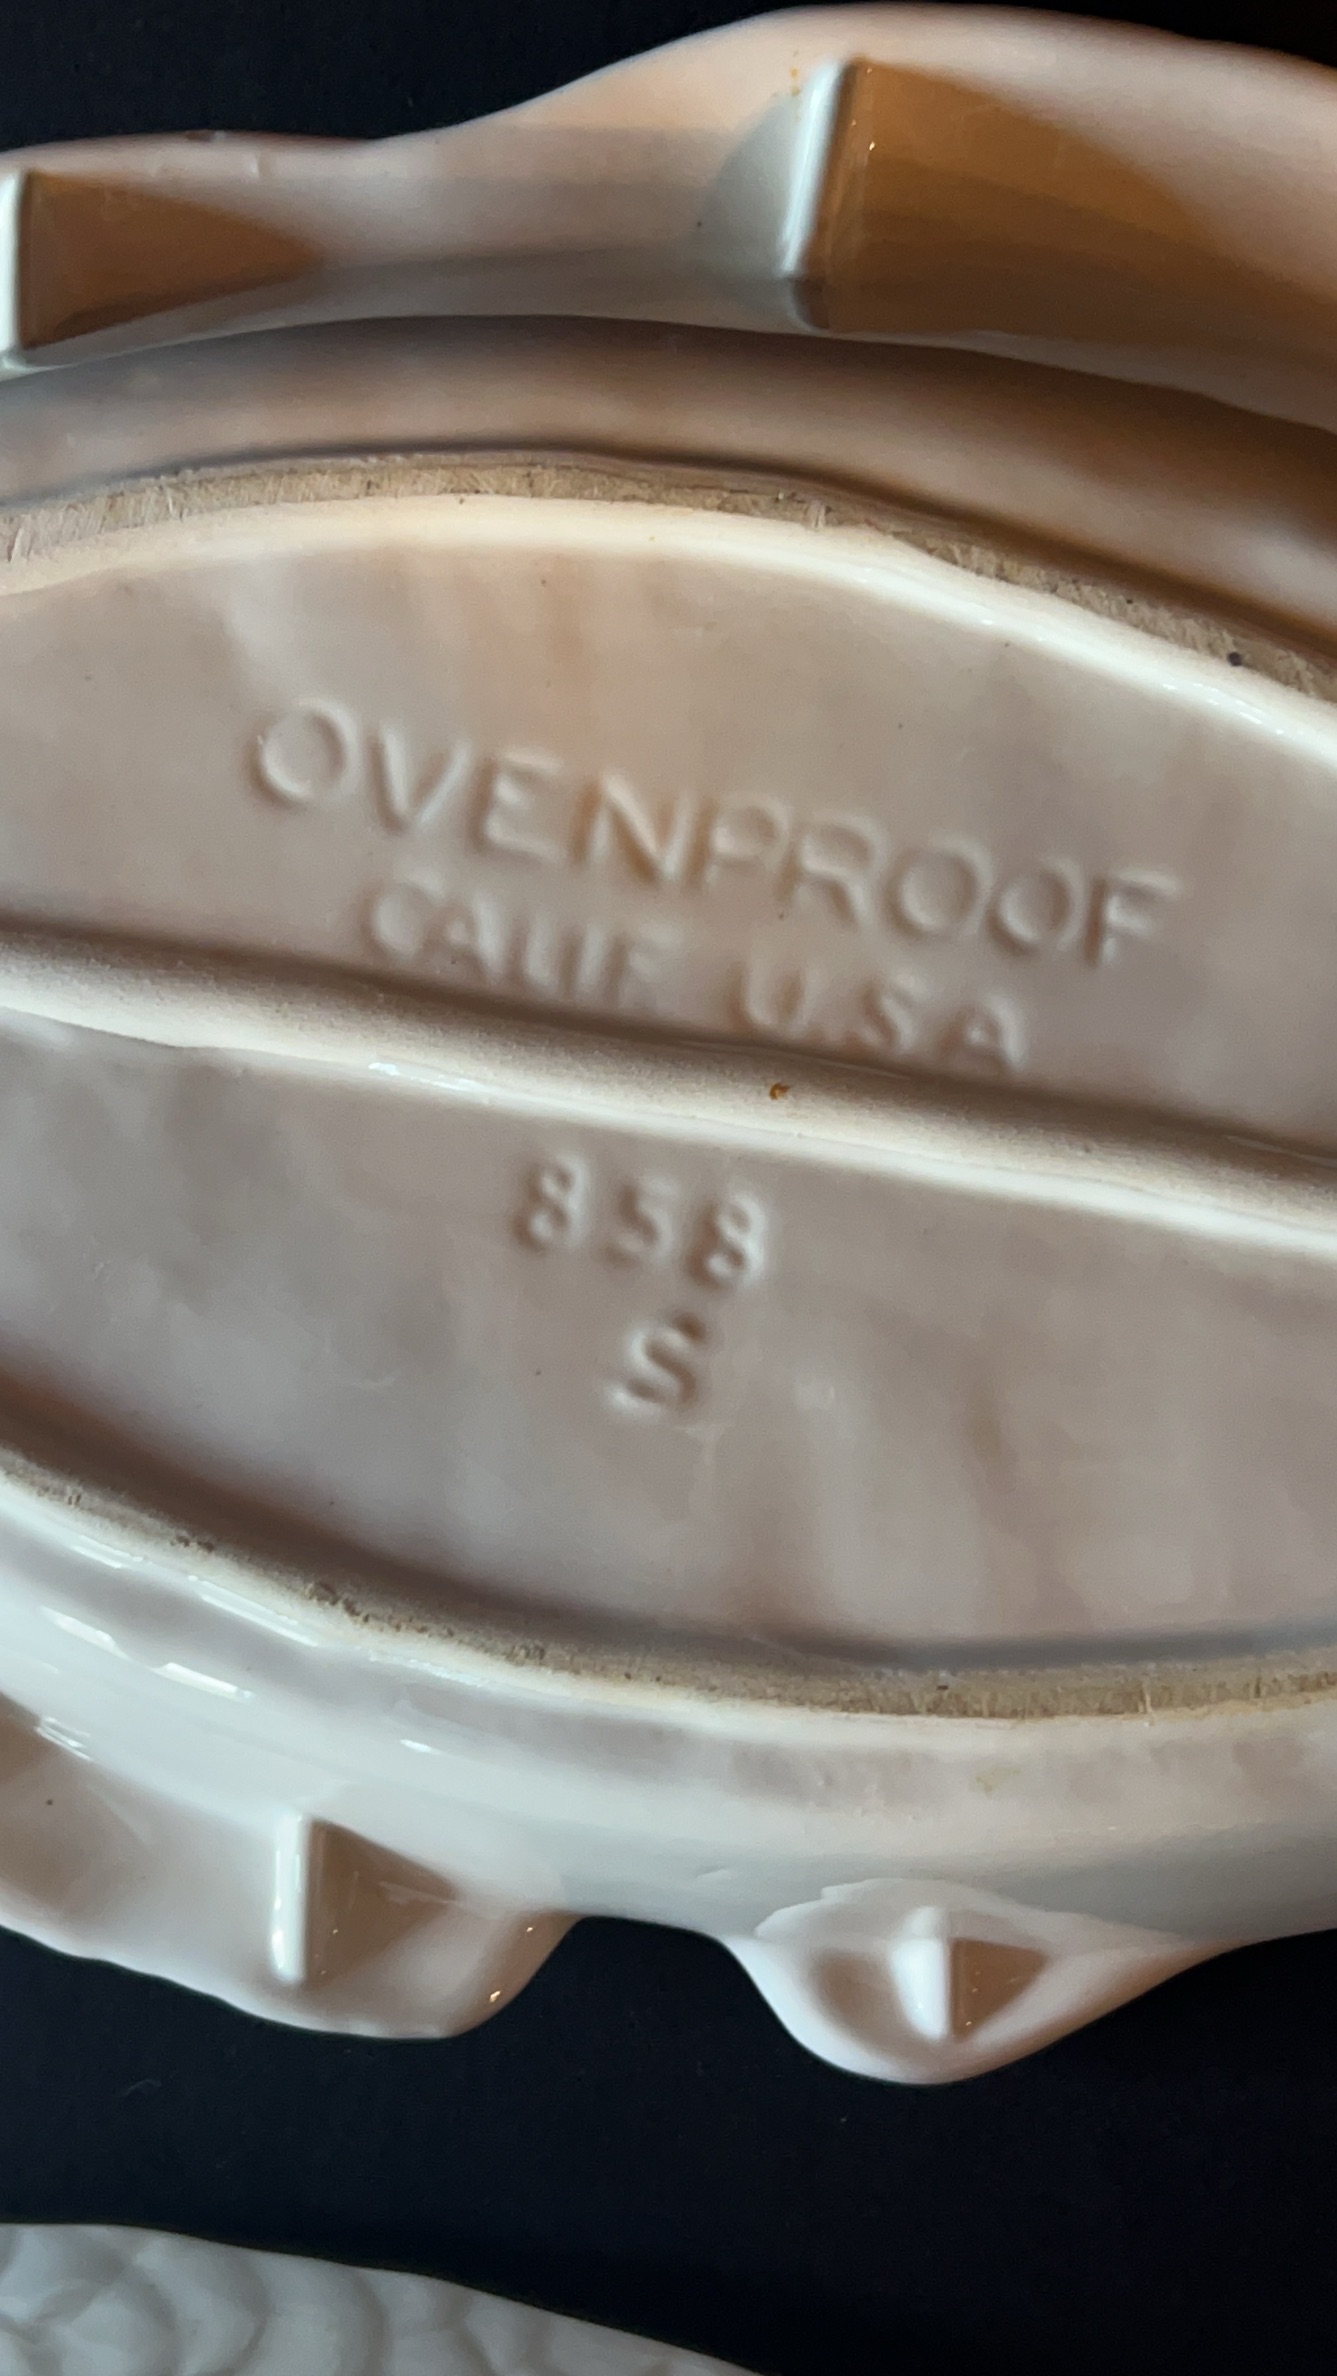 OVENPROOF
CALIF U.S.A
858
S